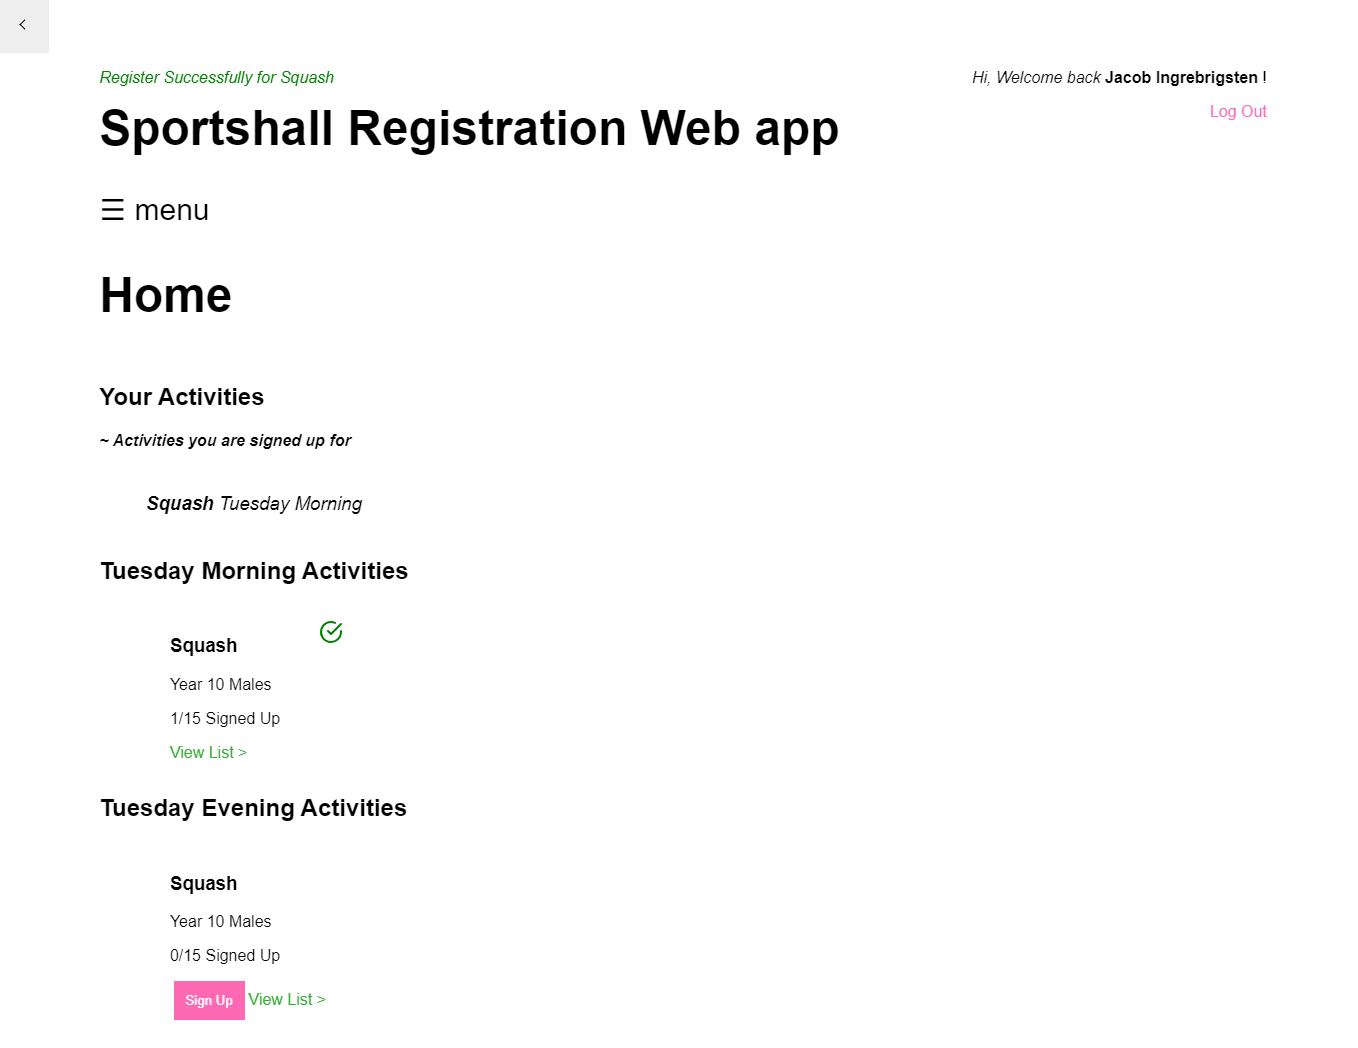 Register Successfully for Squash
Hi, Welcome back Jacob Ingrebrigsten !
Sportshall Registration Web app
Log Out
☰ menu
Home
Your Activities
~ Activities you are signed up for
Squash Tuesday Morning
Tuesday Morning Activities
Squash
Year 10 Males
1/15 Signed Up
View List >
Tuesday Evening Activities
Squash
Year 10 Males
0/15 Signed Up
Sign Up View List >